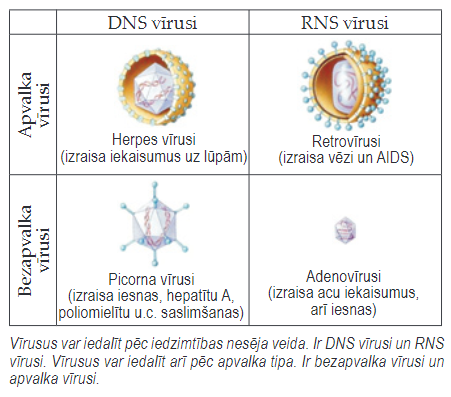 DNS vīrusi
RNS vīrusi
Apvalka
vīrusi
Herpes vīrusi
(izraisa iekaisumus uz lūpām)
Retrovīrusi
(izraisa vēzi un AIDS)
Bezapvalka
vīrusi
Picorna vīrusi
(izraisa iesnas, hepatītu A,
poliomielītu u.c. saslimšanas)
Adenovīrusi
(izraisa acu iekaisumus,
arī iesnas)
Vīrusus var iedalīt pēc iedzimtības nesēja veida. Ir DNS vīrusi un RNS
vīrusi. Vīrusus var iedalīt arī pēc apvalka tipa. Ir bezapvalka vīrusi un
apvalka vīrusi.